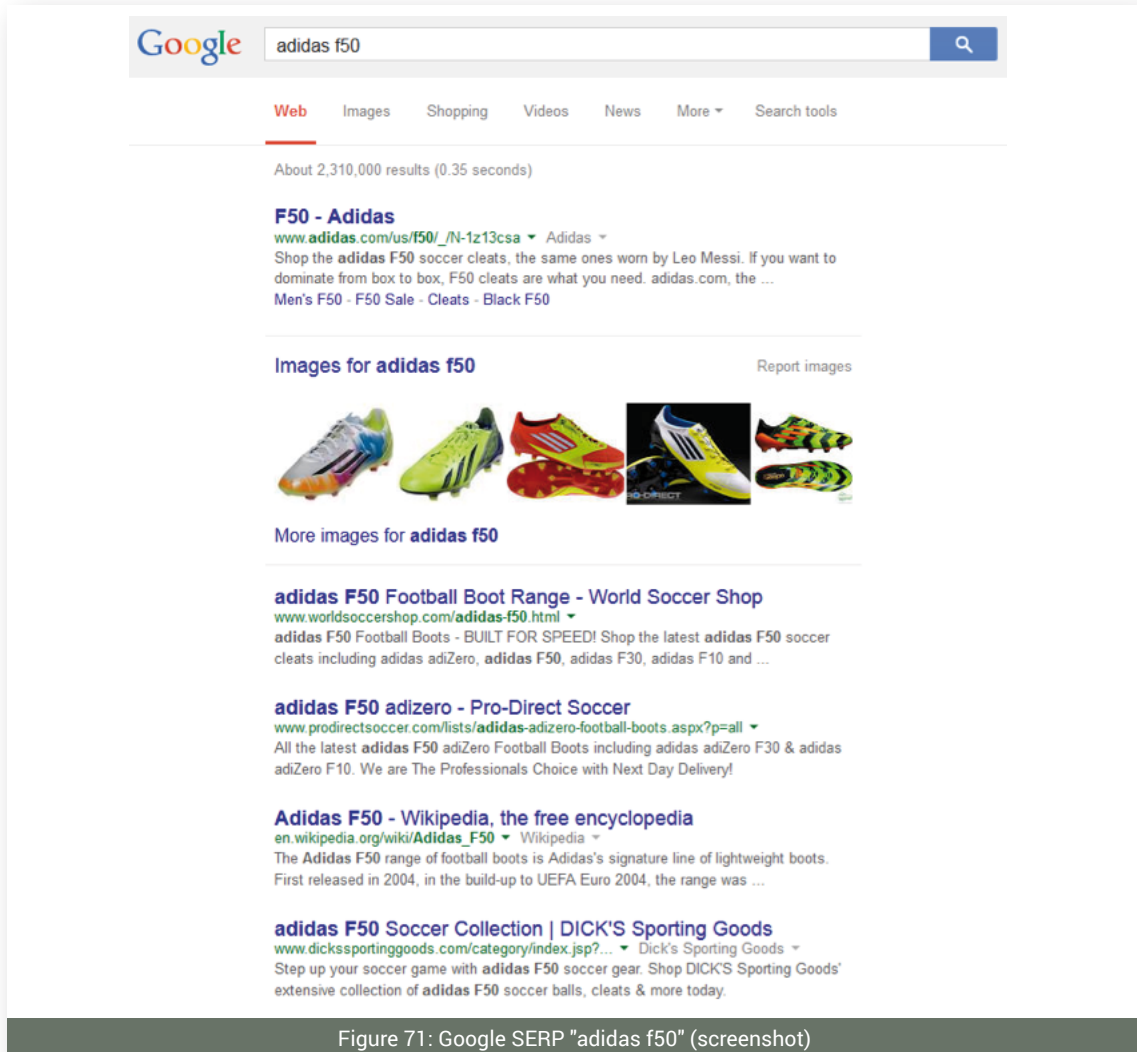 Google adidas f50
Web Images Shopping Videos News More Search tools
About 2,310,000 results (0.35 seconds)
F50 - Adidas
www.adidas.com/us/f50/_/N-1z13csa Adidas
Shop the adidas F50 soccer cleats, the same ones worn by Leo Messi. If you want to
dominate from box to box, F50 cleats are what you need. adidas.com, the ...
Men's F50 - F50 Sale - Cleats - Black F50
Images for adidas f50 Report images
RO-DIRECT
More images for adidas f50
adidas F50 Football Boot Range - World Soccer Shop
www.worldsoccershop.com/adidas-f50.html
adidas F50 Football Boots - BUILT FOR SPEED! Shop the latest adidas F50 soccer
cleats including adidas adiZero, adidas F50, adidas F30, adidas F10 and ...
adidas F50 adizero - Pro-Direct Soccer
www.prodirectsoccer.com/lists/adidas-adizero-football-boots.aspx?p=all
All the latest adidas F50 adiZero Football Boots including adidas adiZero F30 & adidas
adiZero F10. We are The Professionals Choice with Next Day Delivery!
Adidas F50 - Wikipedia, the free encyclopedia
en.wikipedia.org/wiki/Adidas_F50 Wikipedia
The Adidas F50 range of football boots is Adidas's signature line of lightweight boots.
First released in 2004, in the build-up to UEFA Euro 2004, the range was ...
adidas F50 Soccer Collection | DICK'S Sporting Goods
www.dickssportinggoods.com/category/index.jsp?... Dick's Sporting Goods
Step up your soccer game with adidas F50 soccer gear. Shop DICK'S Sporting Goods'
extensive collection of adidas F50 soccer balls, cleats & more today.
Figure 71: Google SERP "adidas f50" (screenshot)